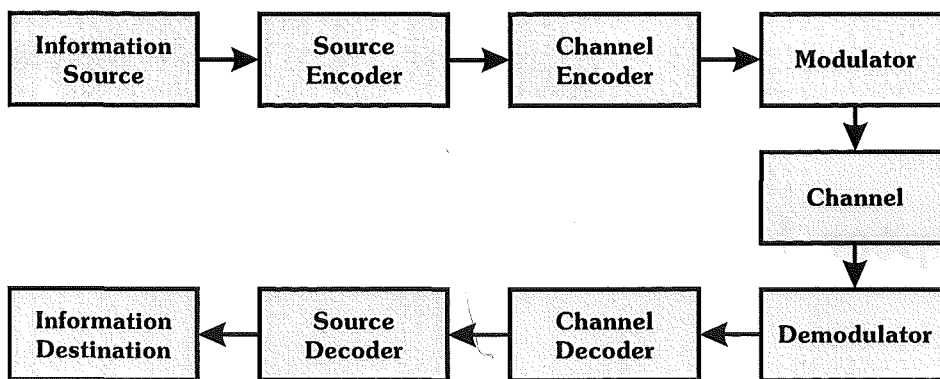 Information
Source
Source
Encoder
Channel
Encoder
Modulator
Channel
Information
Destination
Source
Decoder
Channel
Decoder
Demodulator